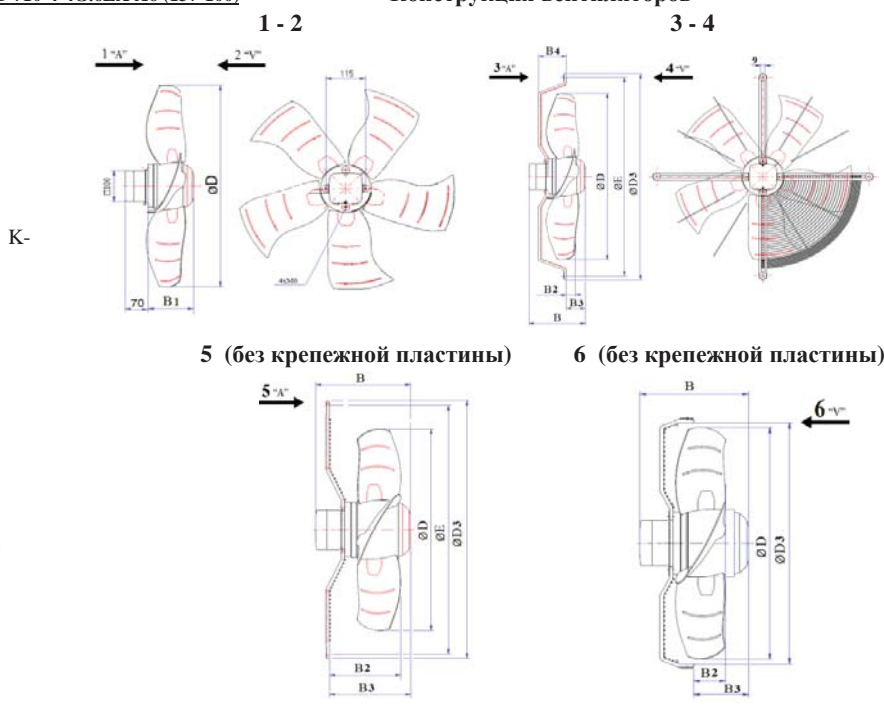 1 - 2
3 - 4
1 "A"
2 "V"
115
□100
ØD
4xM6
70
B1
B4
3 "A"
4 "V"
9
ØD
ØE
ØD3
B2
B3
B
K-
5 (без крепежной пластины)
6 (без крепежной пластины)
B
5 "A"
ØD
ØE
ØD3
B2
B3
B
6 "V"
ØD
ØD3
B2
B3